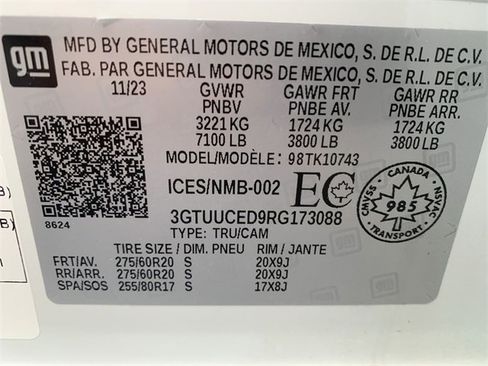 gm
MFD BY GENERAL MOTORS DE MEXICO, S. DE R.L. DE C.V.
FAB. PAR GENERAL MOTORS DE MEXICO, S. DE R.L. DE C.V.
11/23 GVWR GAWR FRT GAWR RR
PNBV PNBE AV. PNBE ARR.
3221 KG 1724 KG 1724 KG
7100 LB 3800 LB 3800 LB
MODEL/MODÈLE: 98TK10743
ICES/NMB-002 EC
8624
3GTUUCED9RG173088
TYPE: TRU/CAM
CANADA
985
CMVSS
NSVAC
TIRE SIZE / DIM. PNEU RIM / JANTE
FRT/AV. 275/60R20 S 20X9J
RR/ARR. 275/60R20 S 20X9J
SPA/SOS 255/80R17 S 17X8J
B)
B)